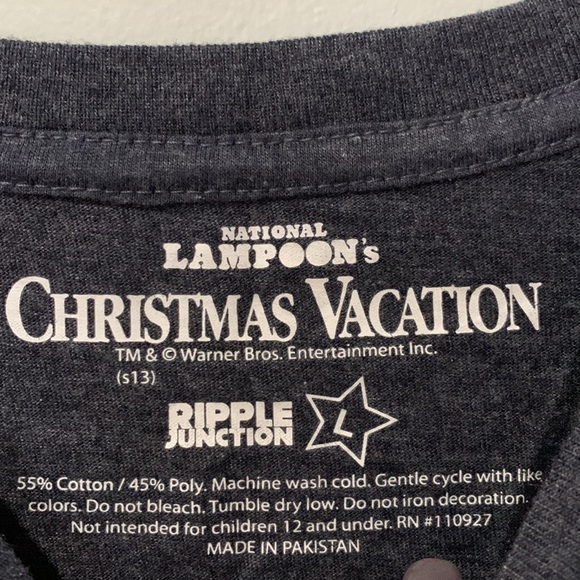 NATIONAL
LAMPOON's
CHRISTMAS VACATION
TM & © Warner Bros. Entertainment Inc.
(s13)
RIPPLE
JUNCTION
L
55% Cotton / 45% Poly. Machine wash cold. Gentle cycle with like
colors. Do not bleach. Tumble dry low. Do not iron decoration.
Not intended for children 12 and under. RN #110927
MADE IN PAKISTAN